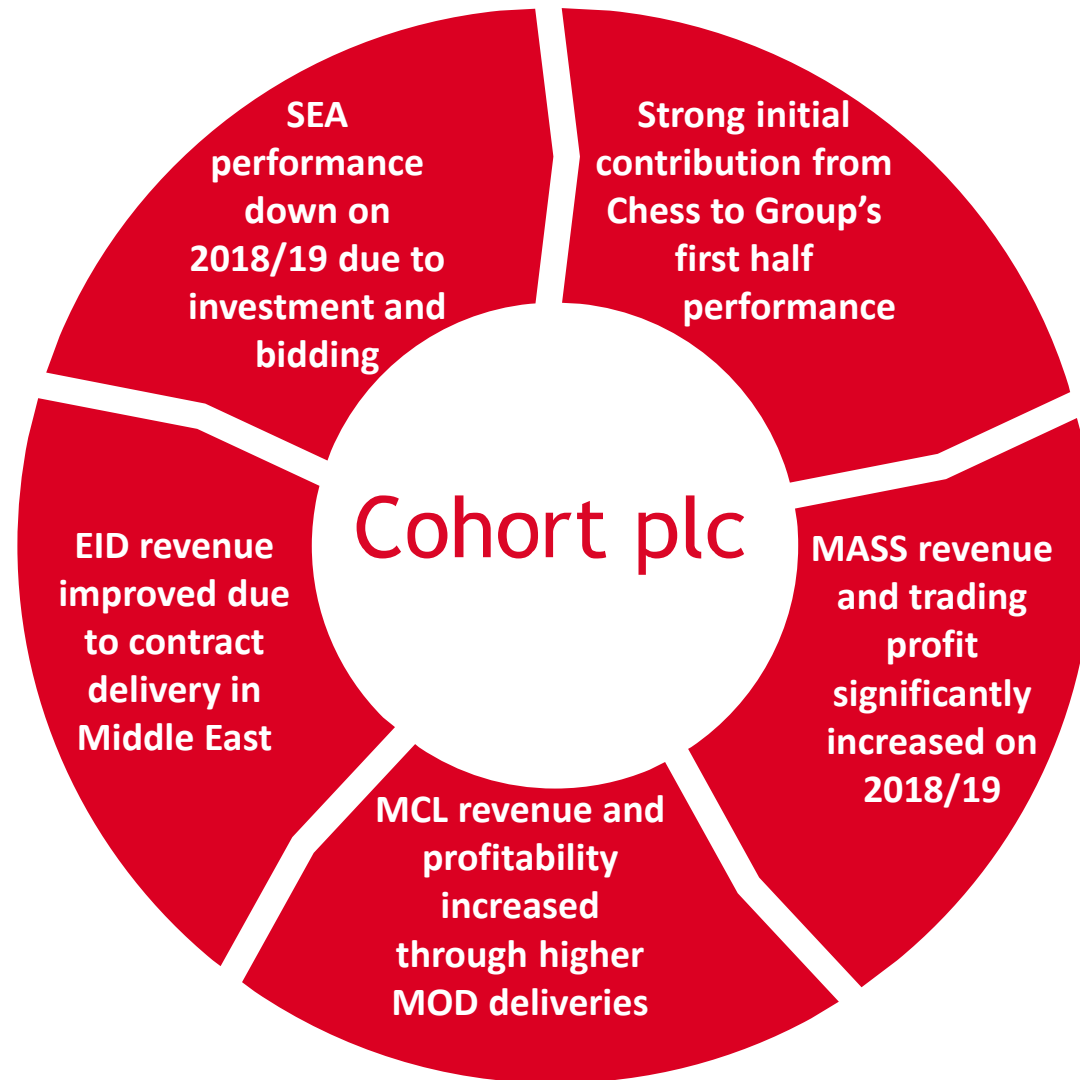 SEA
performance
down on
2018/19 due to
investment and
bidding
Strong initial
contribution from
Chess to Group’s
first half
performance
Cohort plc
EID revenue
improved due
to contract
delivery in
Middle East
MASS revenue
and trading
profit
significantly
increased on
2018/19
MCL revenue and
profitability
increased
through higher
MOD deliveries